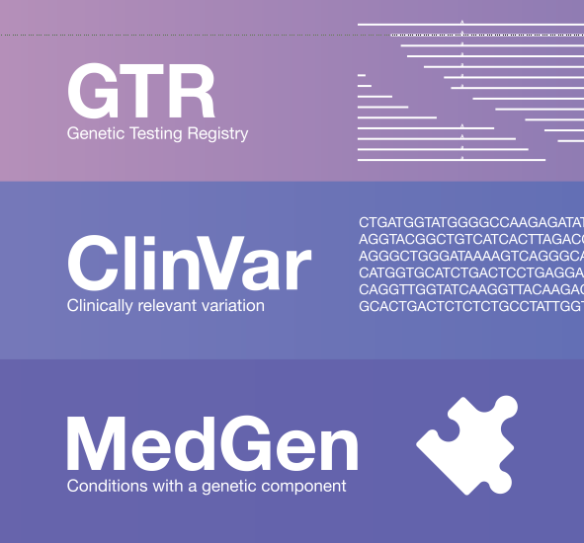 GTR
Genetic Testing Registry
ClinVar
Clinically relevant variation
CTGATGGTATGGGGCCAAGAGATAT
AGGTACGGCTGTCATCACTTAGACC
AGGGCTGGGATAAAAGTCAGGGCA
CATGGTGCATCTGACTCCTGAGGA
CAGGTTGGTATCAAGGTTACAAGAC
GCACTGACTCTCTCTGCCTATTGGT
MedGen
Conditions with a genetic component